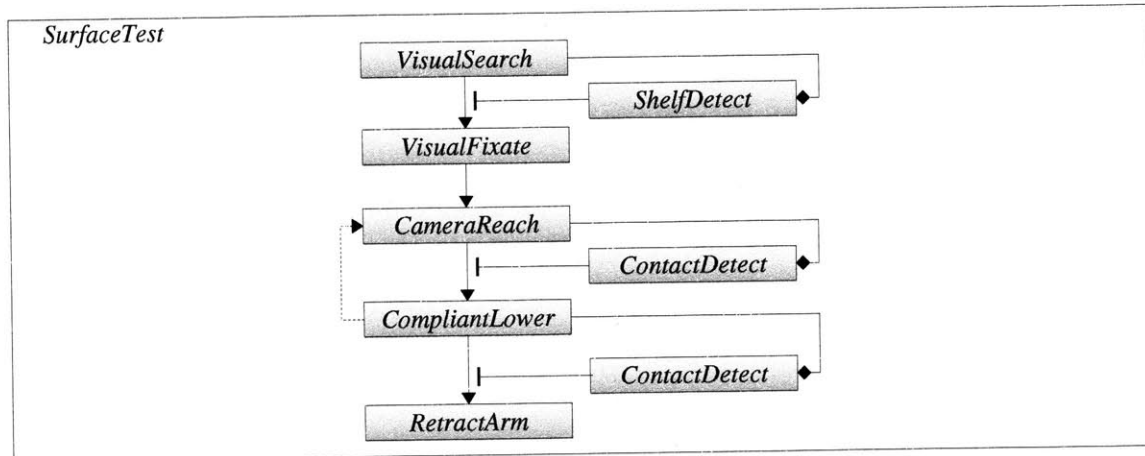 SurfaceTest
VisualSearch
ShelfDetect
VisualFixate
CameraReach
ContactDetect
CompliantLower
ContactDetect
RetractArm